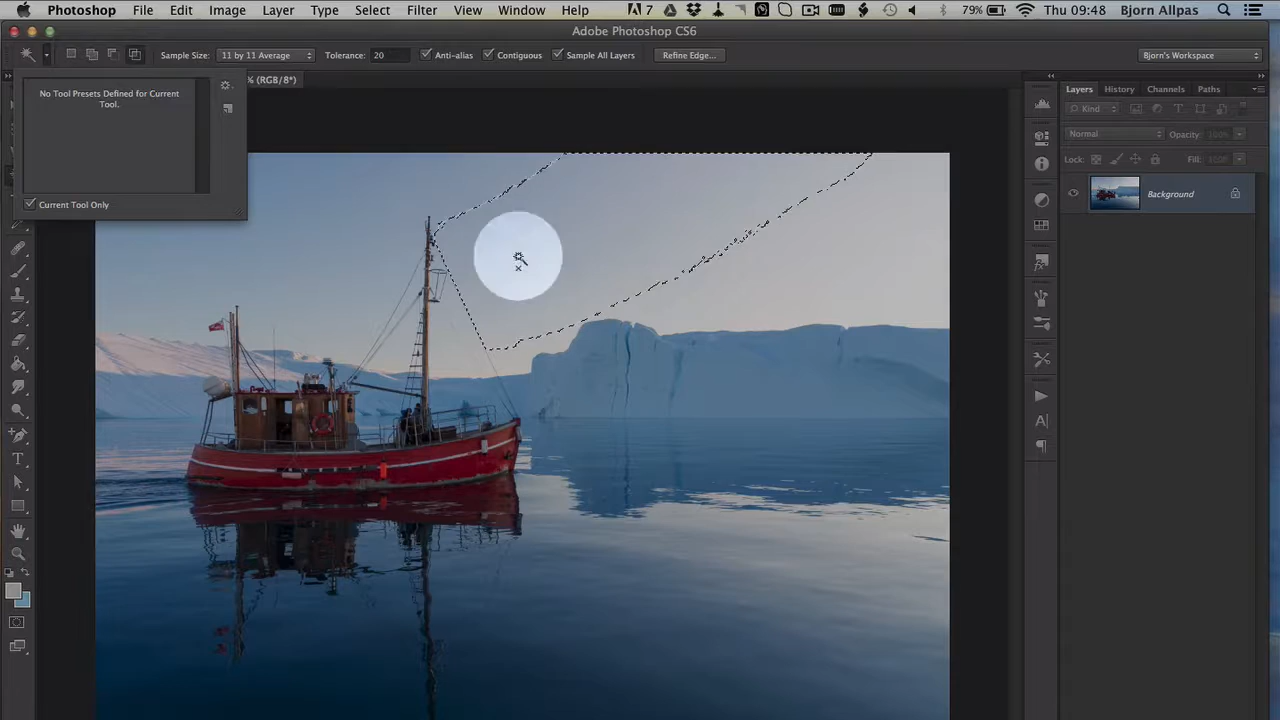 Photoshop File Edit Image Layer Type Select Filter View Window Help 7 79% Thu 09:48 Bjorn Allpas
Adobe Photoshop CS6
Sample Size: 11 by 11 Average Tolerance: 20 Anti-alias Contiguous Sample All Layers Refine Edge... Bjorn's Workspace
% (RGB/8*)
No Tool Presets Defined for Current
Tool.
Current Tool Only
Layers History Channels Paths
Kind
Normal Opacity: 100%
Lock: Fill: 100%
Background